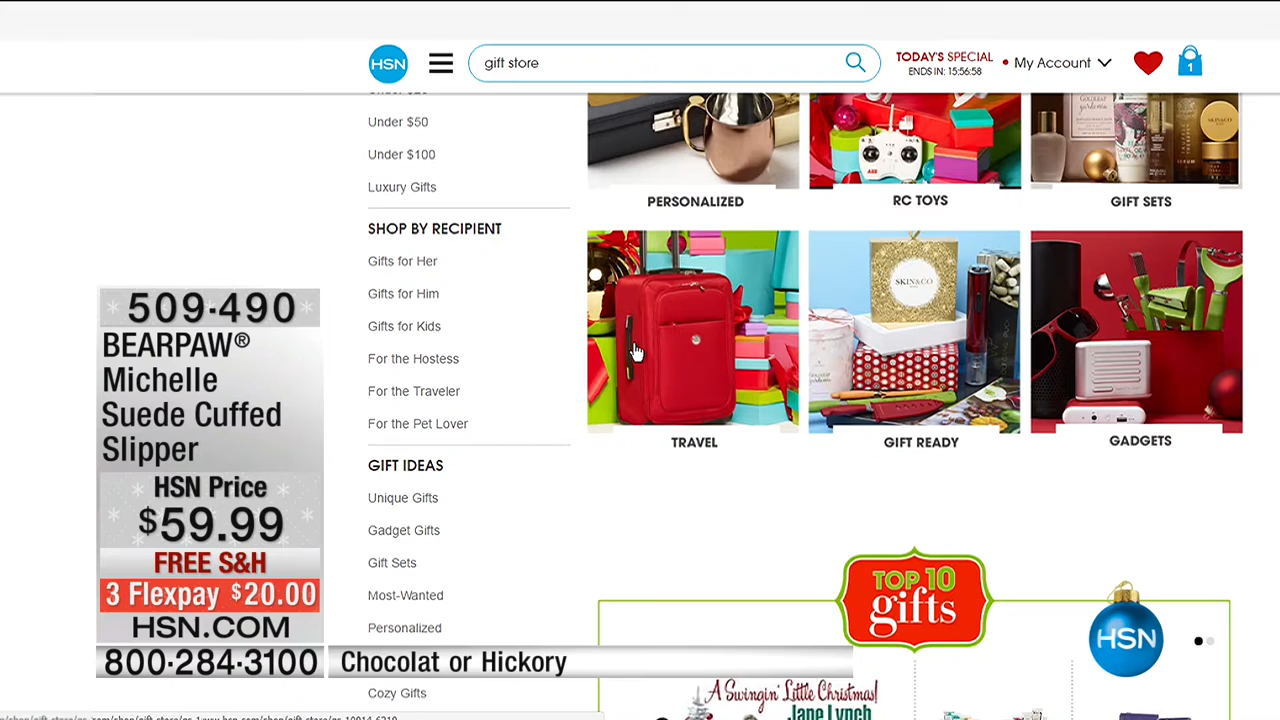 HSN
gift store
TODAY'S SPECIAL
ENDS IN: 15:56:58
My Account
1
Under $50
Under $100
Luxury Gifts
SHOP BY RECIPIENT
Gifts for Her
Gifts for Him
Gifts for Kids
For the Hostess
For the Traveler
For the Pet Lover
GIFT IDEAS
Unique Gifts
Gadget Gifts
Gift Sets
Most-Wanted
Personalized
Cozy Gifts
PERSONALIZED
RC TOYS
GIFT SETS
SKIN&CO
SKIN&CO
TRAVEL
GIFT READY
GADGETS
TOP 10
gifts
HSN
A Swingin' Little Christmas!
Jane Lynch
509·490
BEARPAW®
Michelle
Suede Cuffed
Slipper
HSN Price
$59.99
FREE S&H
3 Flexpay $20.00
HSN.COM
800·284·3100
Chocolat or Hickory